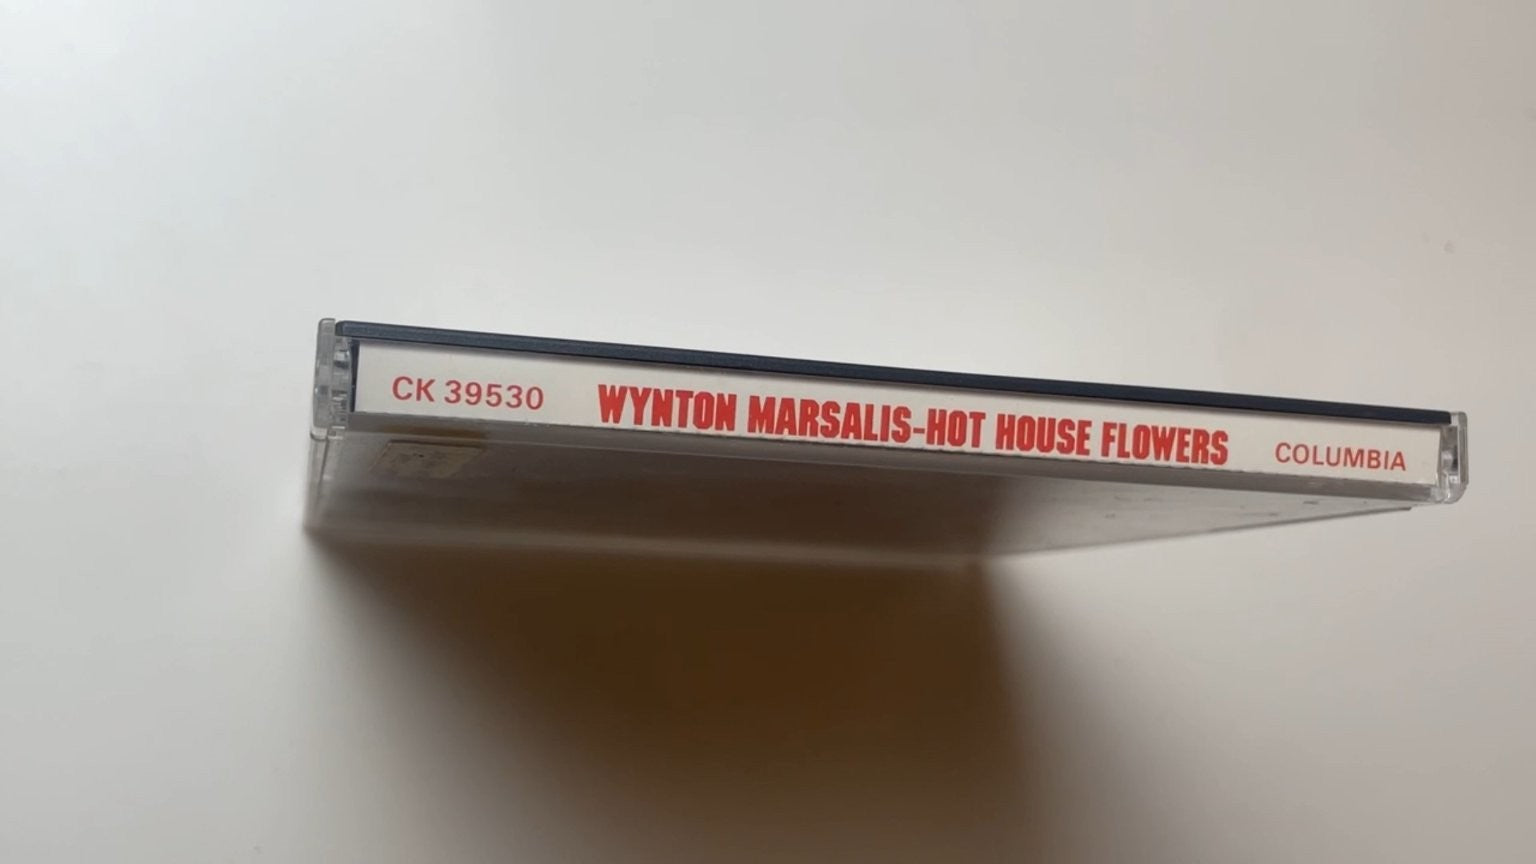 CK 39530 WYNTON MARSALIS-HOT HOUSE FLOWERS COLUMBIA